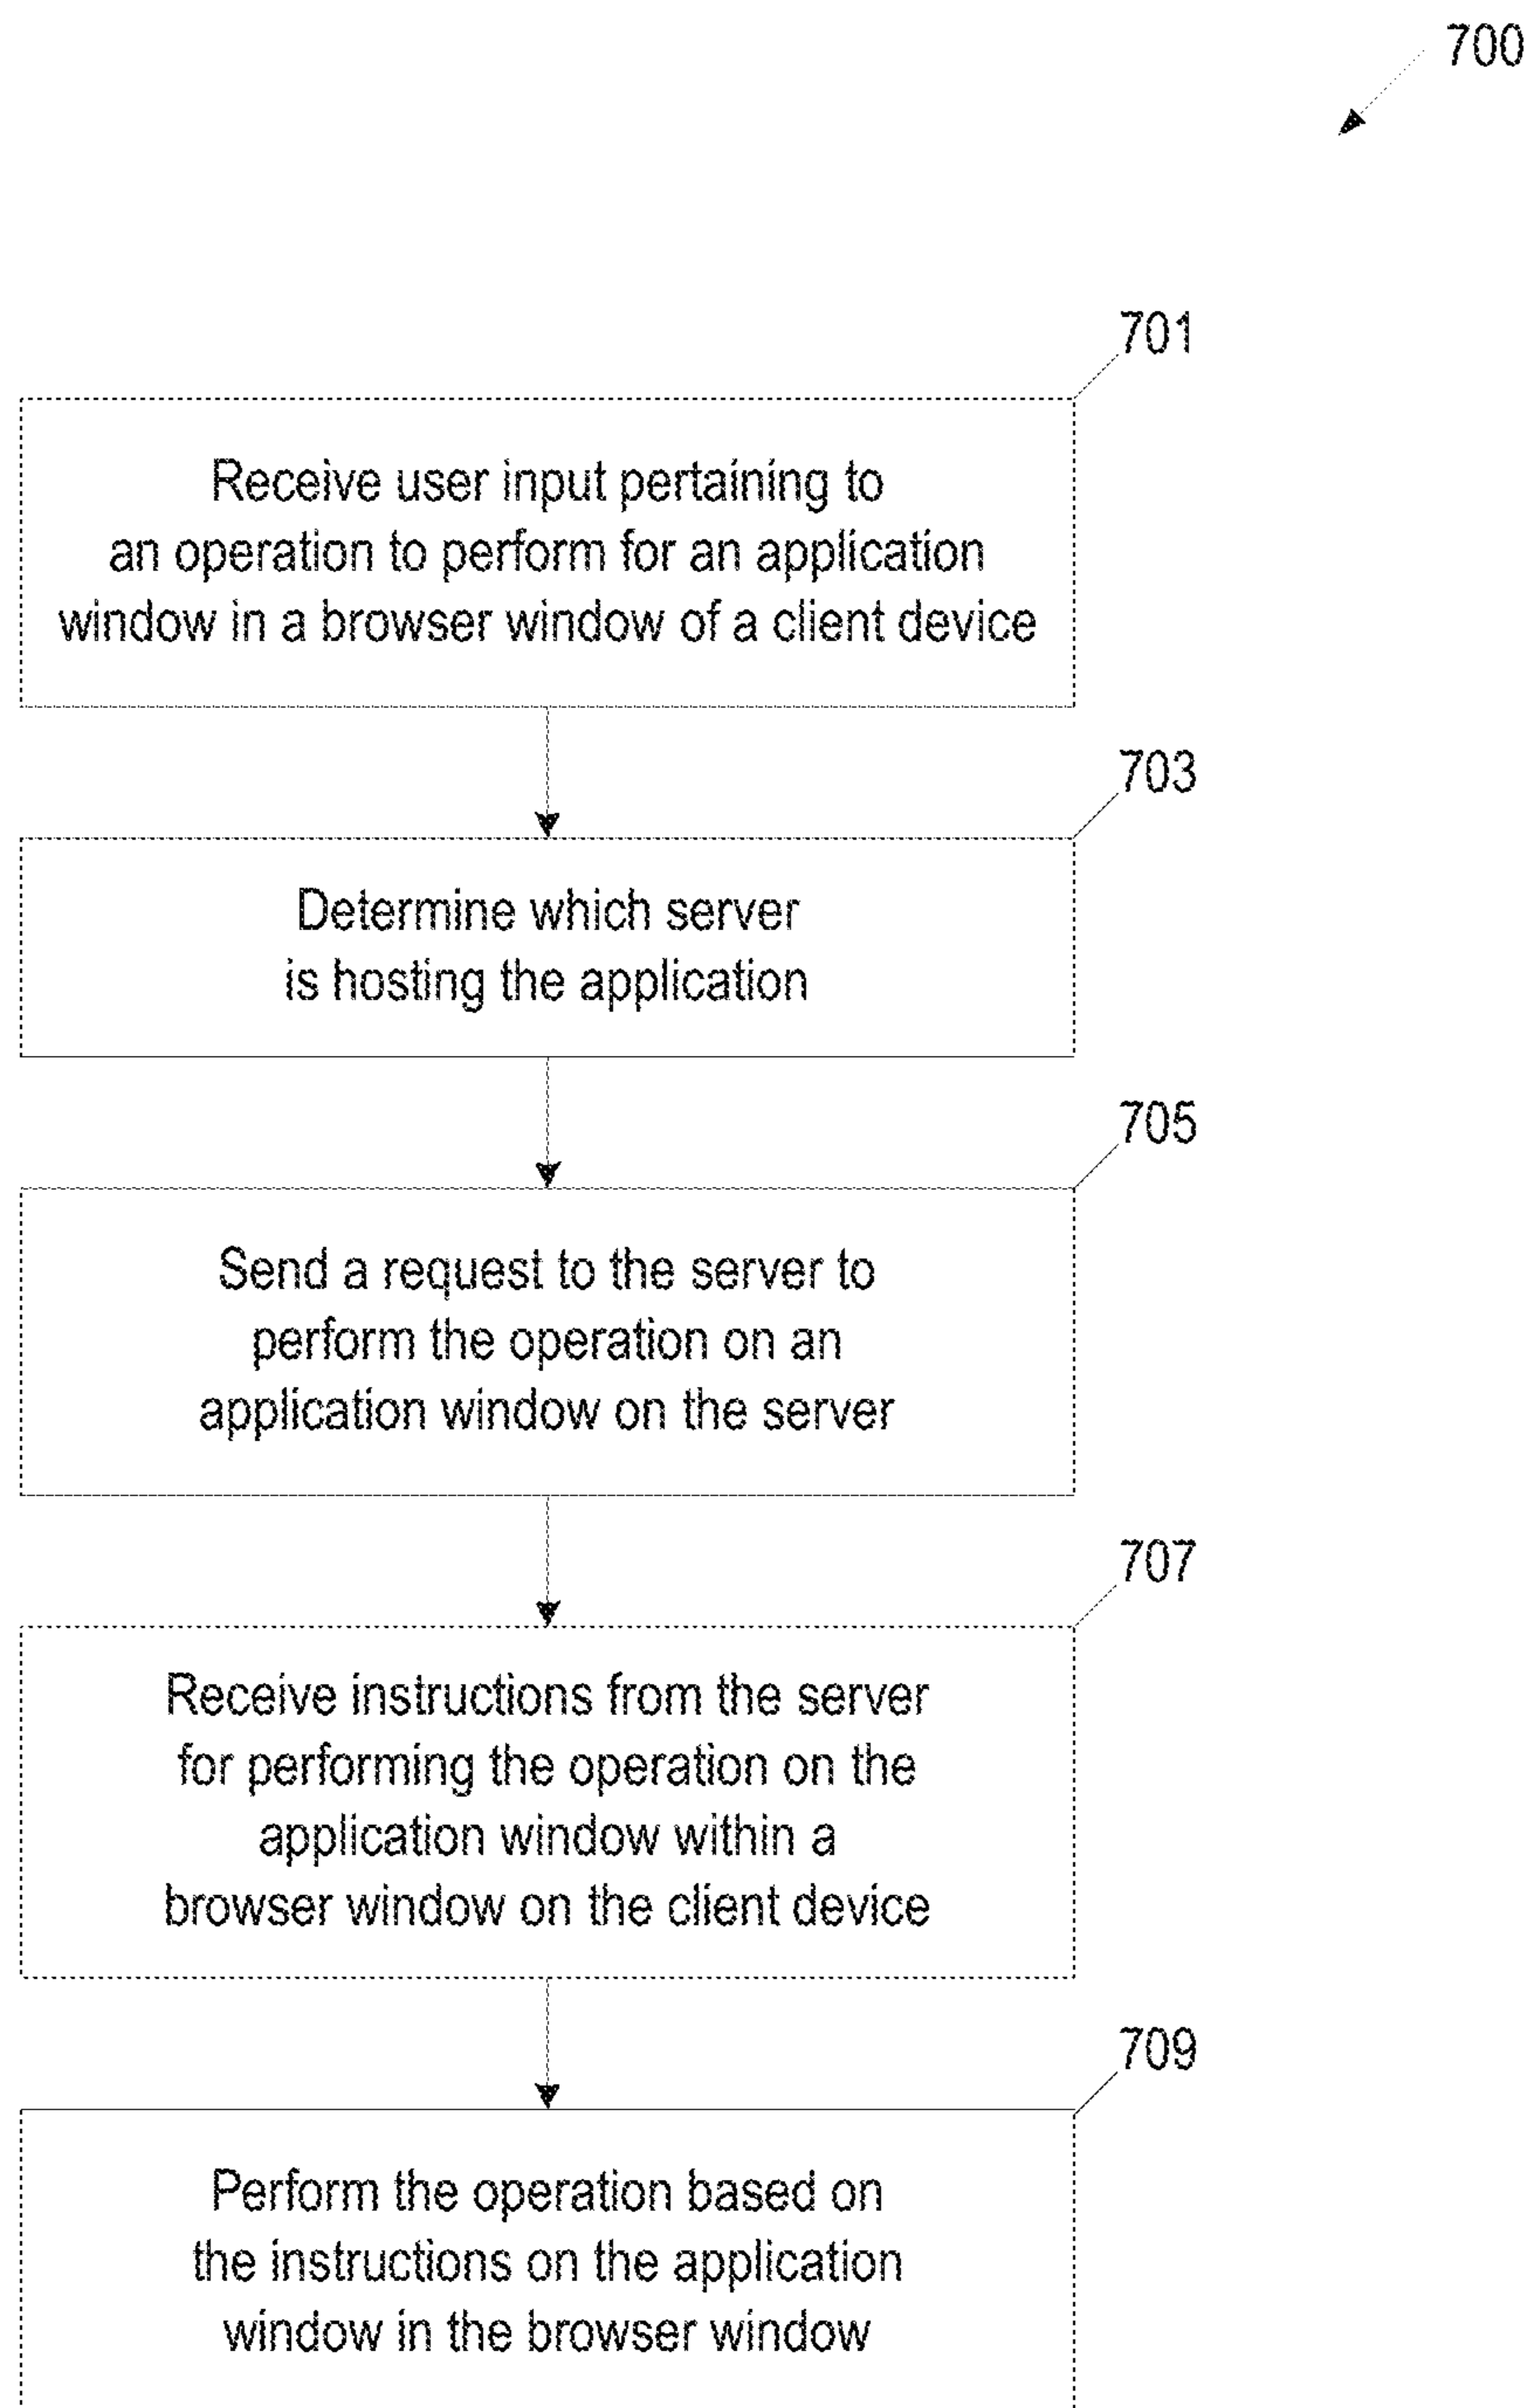 700
701
Receive user input pertaining to
an operation to perform for an application
window in a browser window of a client device
703
Determine which server
is hosting the application
705
Send a request to the server to
perform the operation on an
application window on the server
707
Receive instructions from the server
for performing the operation on the
application window within a
browser window on the client device
709
Perform the operation based on
the instructions on the application
window in the browser window